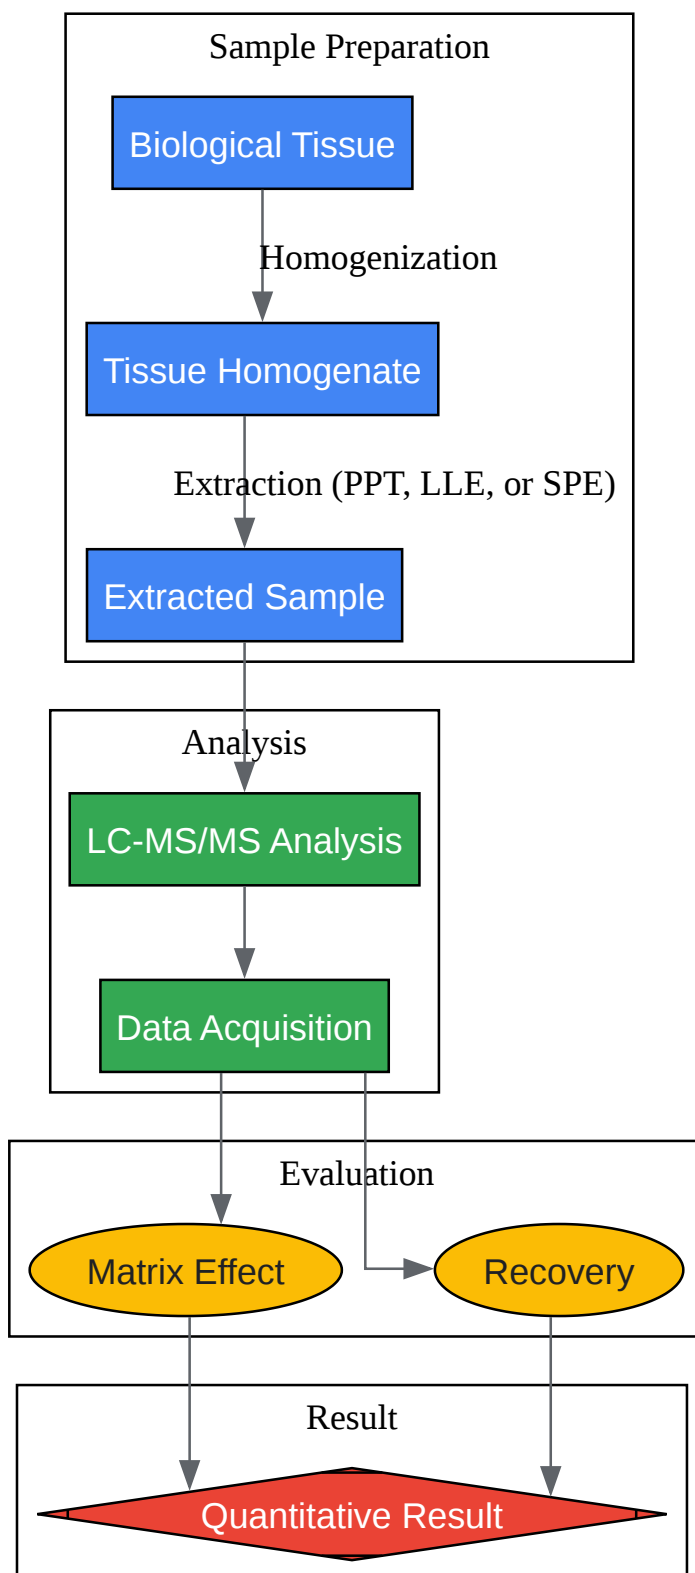 Sample Preparation
Biological Tissue
Homogenization
Tissue Homogenate
Extraction (PPT, LLE, or SPE)
Extracted Sample
Analysis
LC-MS/MS Analysis
Data Acquisition
Evaluation
Matrix Effect
Recovery
Result
Quantitative Result